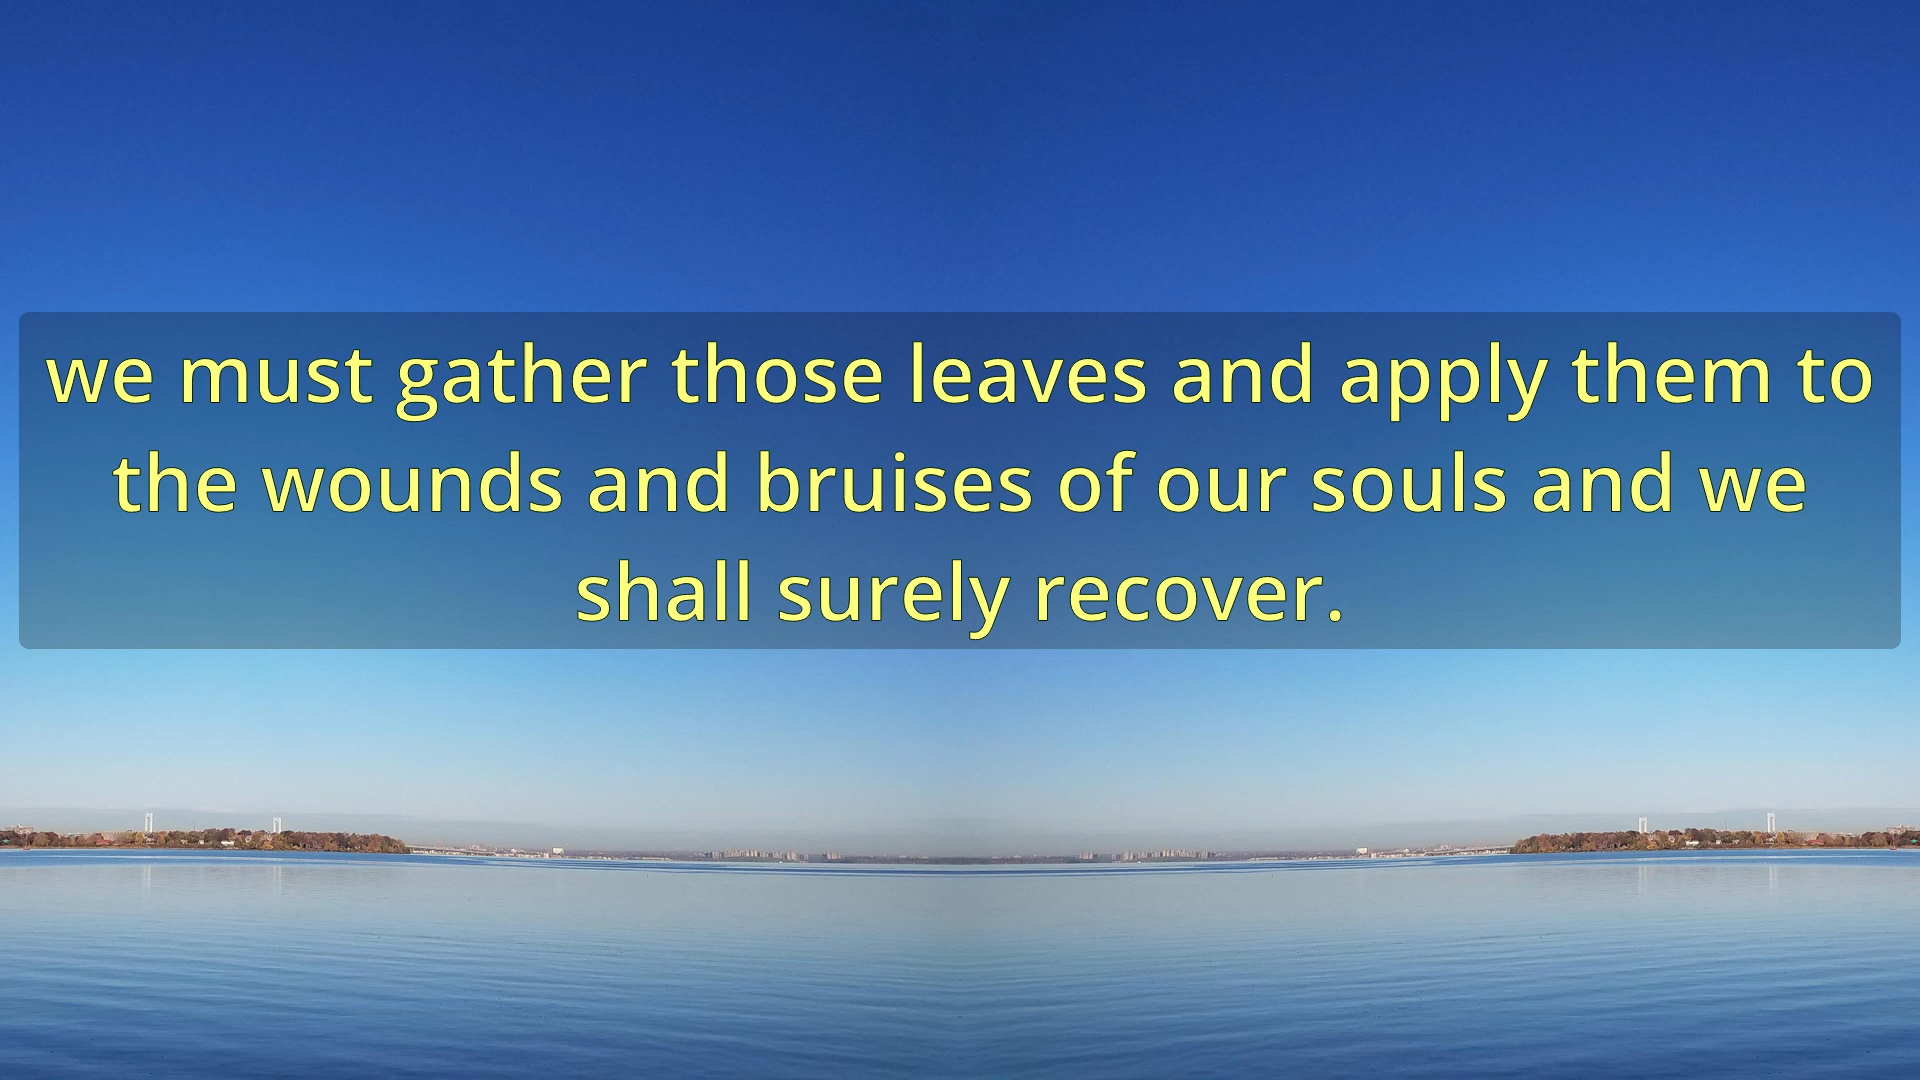 we must gather those leaves and apply them to
the wounds and bruises of our souls and we
shall surely recover.